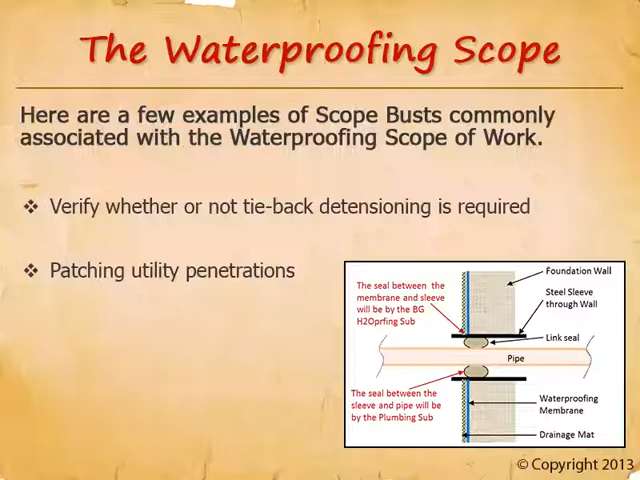 The Waterproofing Scope
Here are a few examples of Scope Busts commonly
associated with the Waterproofing Scope of Work.
❖ Verify whether or not tie-back detensioning is required
❖ Patching utility penetrations
The seal between the
membrane and sleeve
will be by the BG
H2Oprfing Sub
Foundation Wall
Steel Sleeve
through Wall
Link seal
Pipe
The seal between the
sleeve and pipe will be
by the Plumbing Sub
Waterproofing
Membrane
Drainage Mat
© Copyright 2013